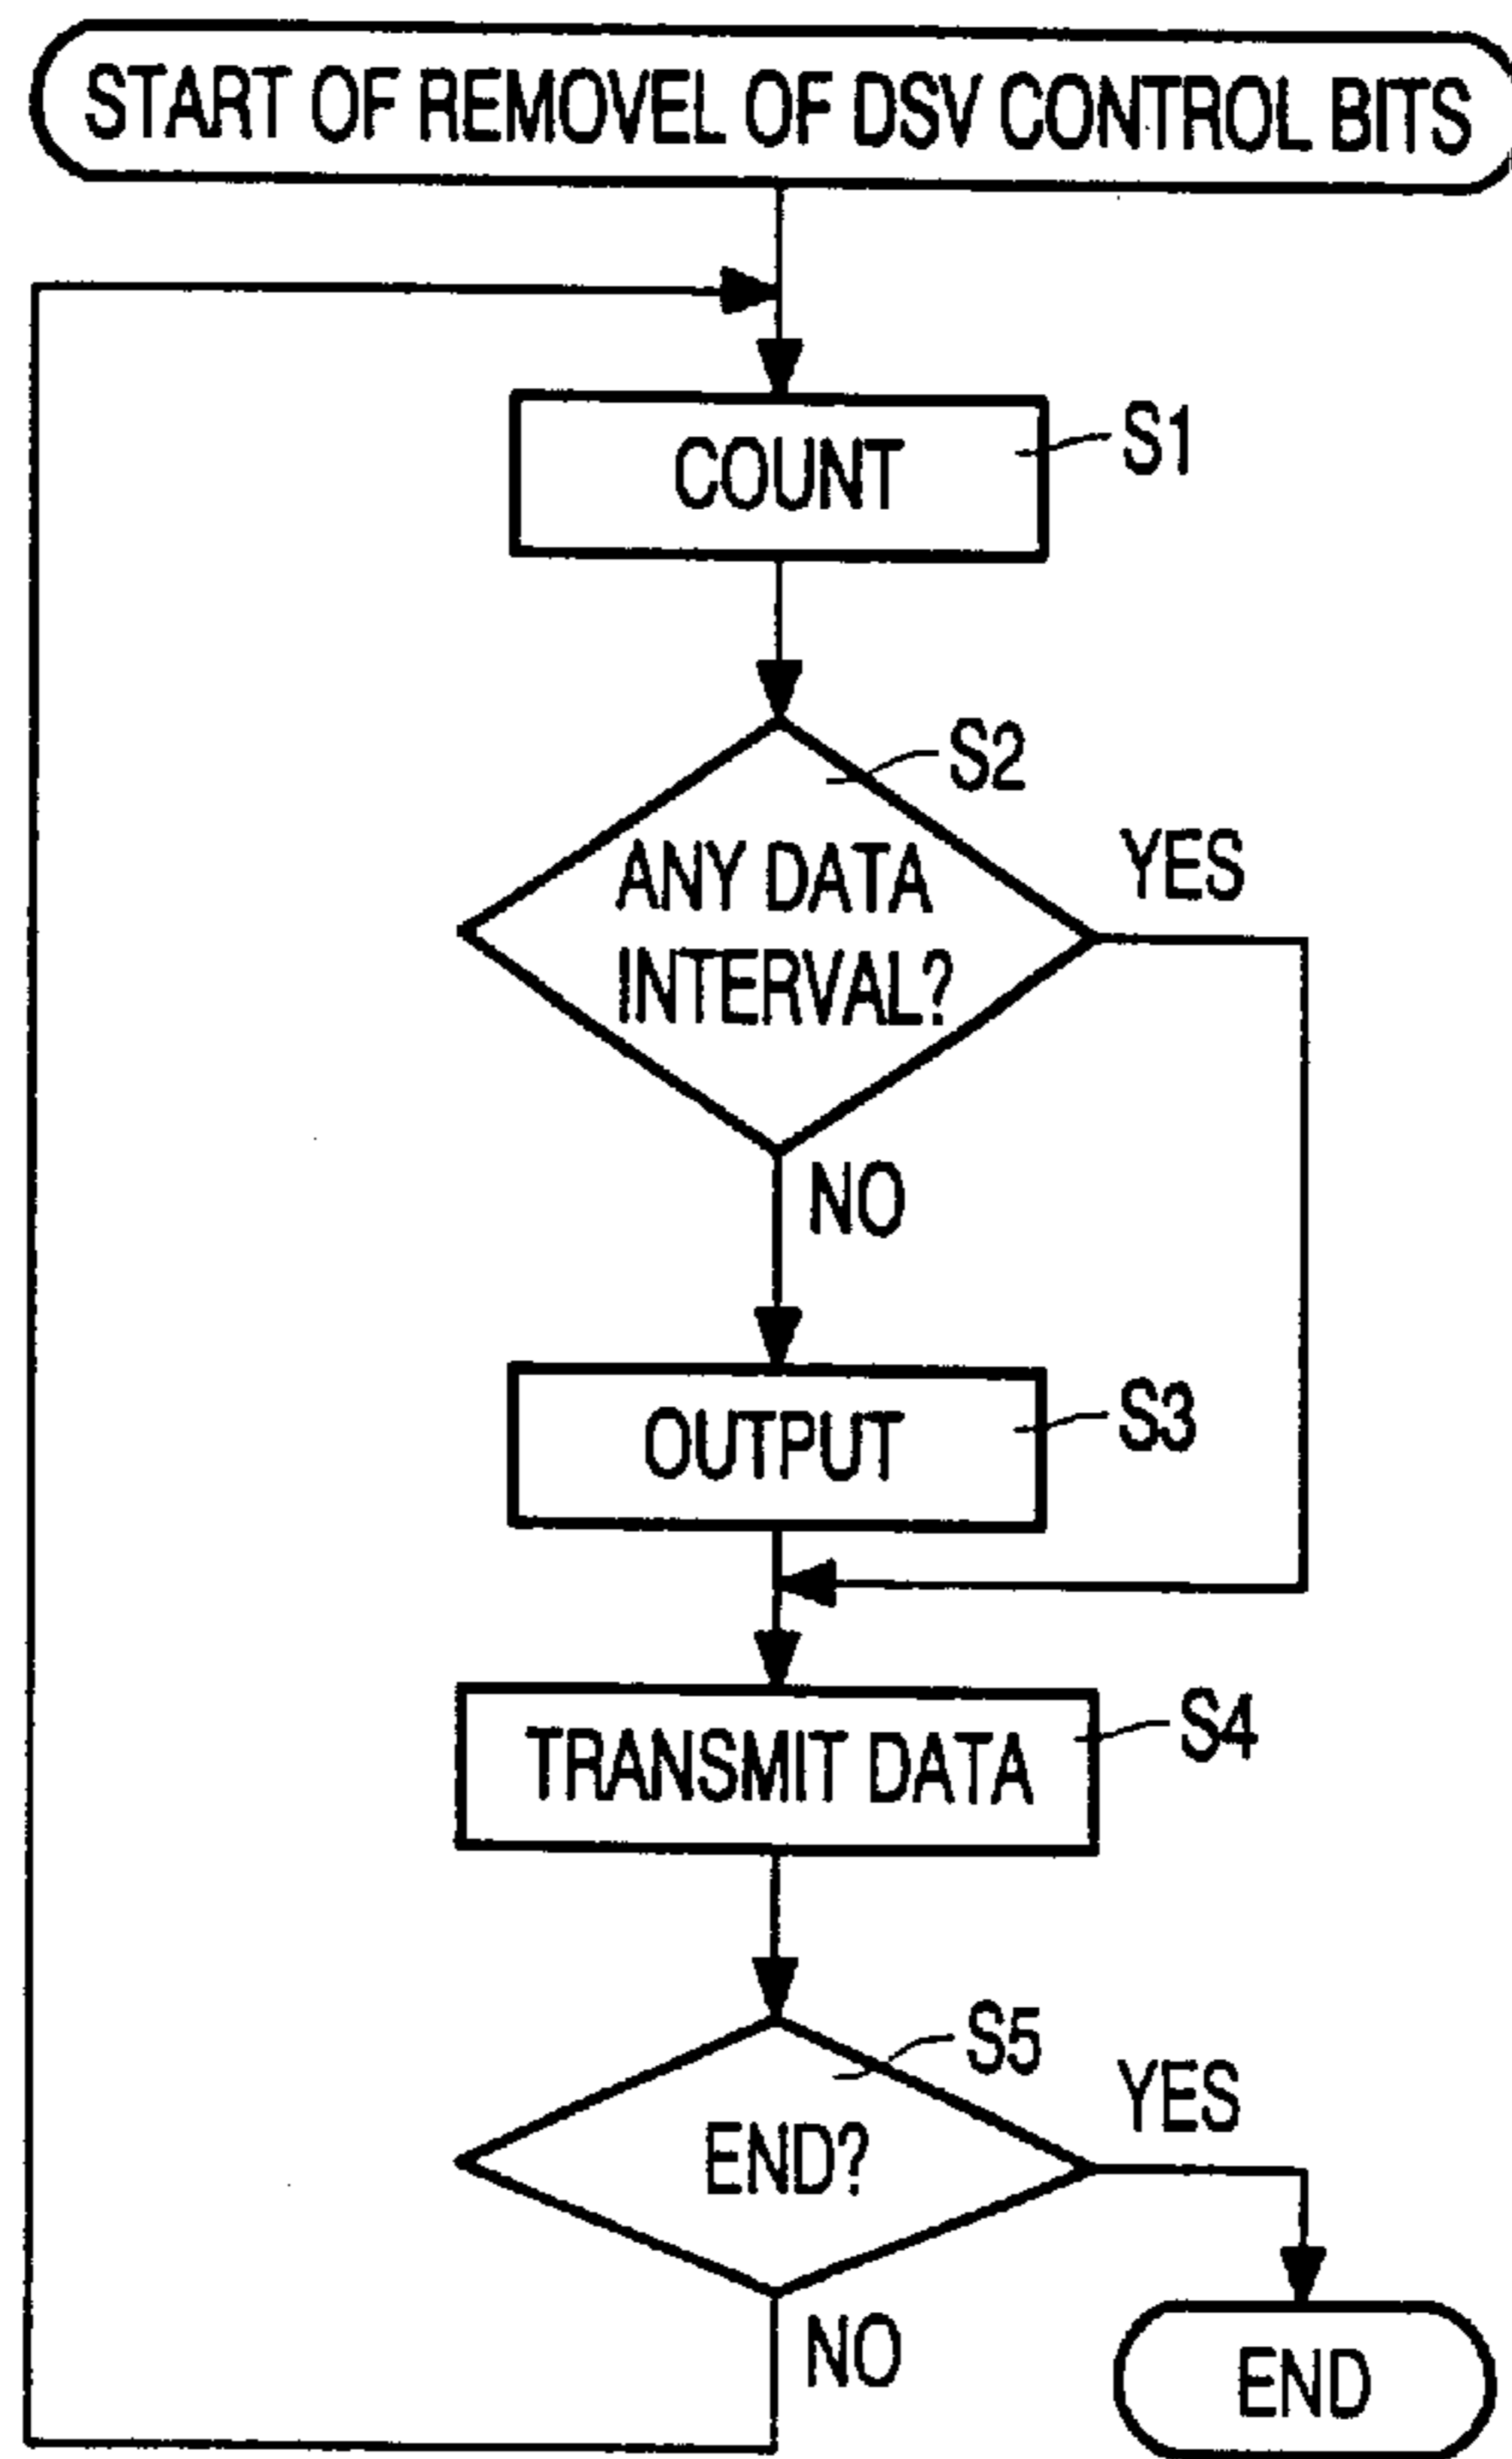 START OF REMOVEL OF DSV CONTROL BITS
COUNT
S1
S2
ANY DATA
INTERVAL?
YES
NO
OUTPUT
S3
TRANSMIT DATA
S4
S5
END?
YES
NO
END